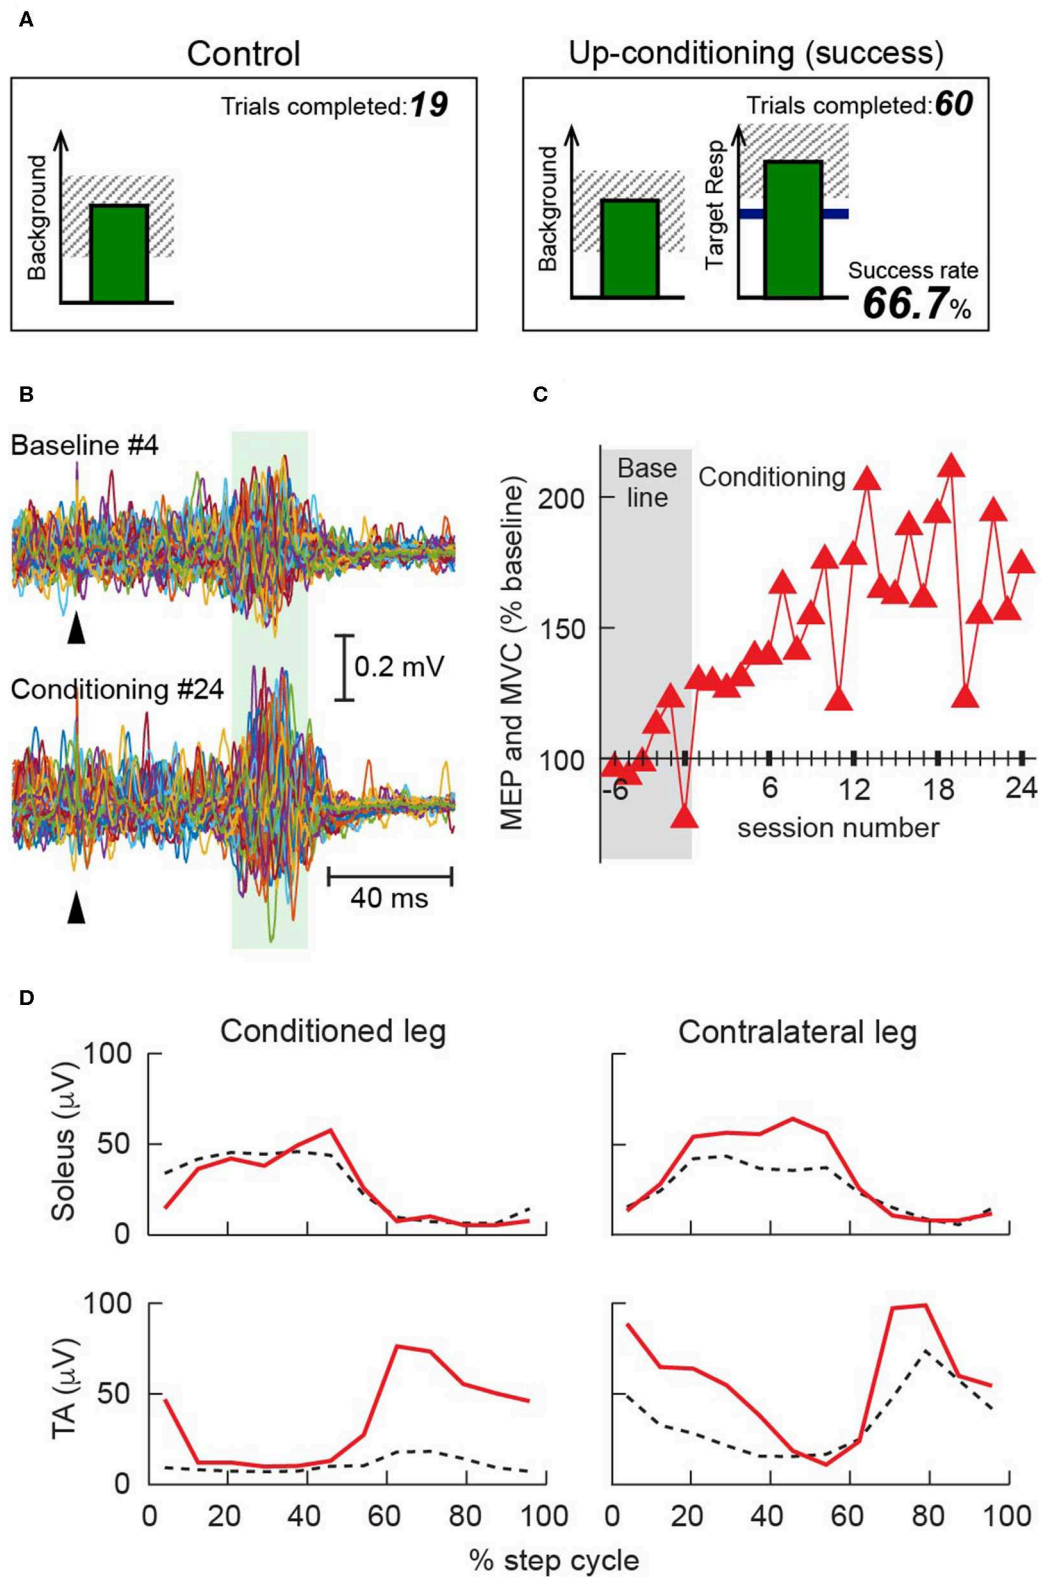 A
Control
Up-conditioning (success)
Trials completed:19
Background
Trials completed:60
Background
Target Resp
Success rate
66.7%
B
Baseline #4
0.2 mV
Conditioning #24
40 ms
C
MEP and MVC (% baseline)
Base
line
Conditioning
200
150
100
-6
6
12
18
24
session number
D
Conditioned leg
Contralateral leg
Soleus (µV)
100
50
0
TA (µV)
100
50
0
0
20
40
60
80
100
0
20
40
60
80
100
% step cycle